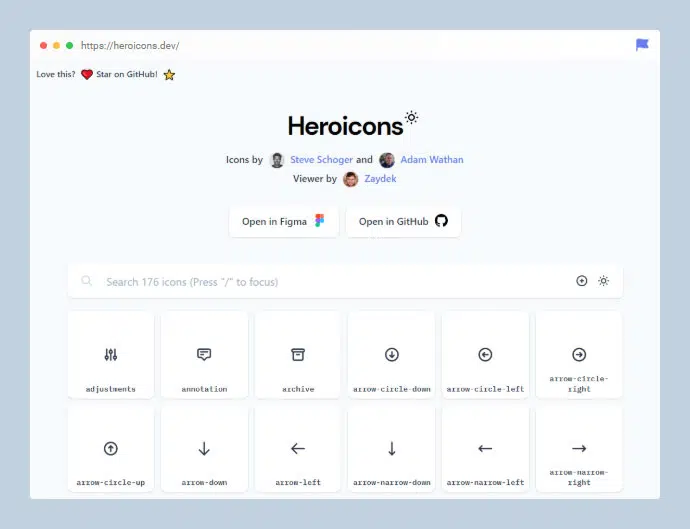 https://heroicons.dev/
Love this? Star on GitHub!
Heroicons
Icons by Steve Schoger and Adam Wathan
Viewer by Zaydek
Open in Figma Open in GitHub
Search 176 icons (Press "/" to focus)
adjustments annotation archive arrow-circle-down arrow-circle-left arrow-circle-
right
arrow-circle-up arrow-down arrow-left arrow-narrow-down arrow-narrow-left arrow-narrow-
right